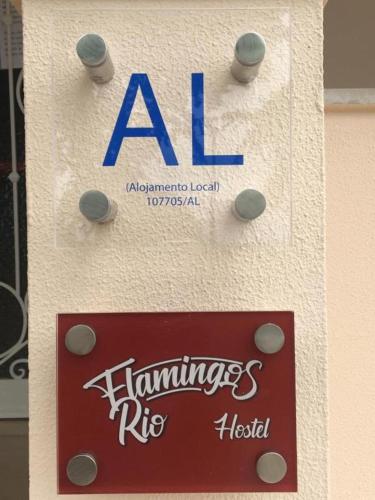 AL
(Alojamento Local)
107705/AL
Flamingos
Rio Hostel